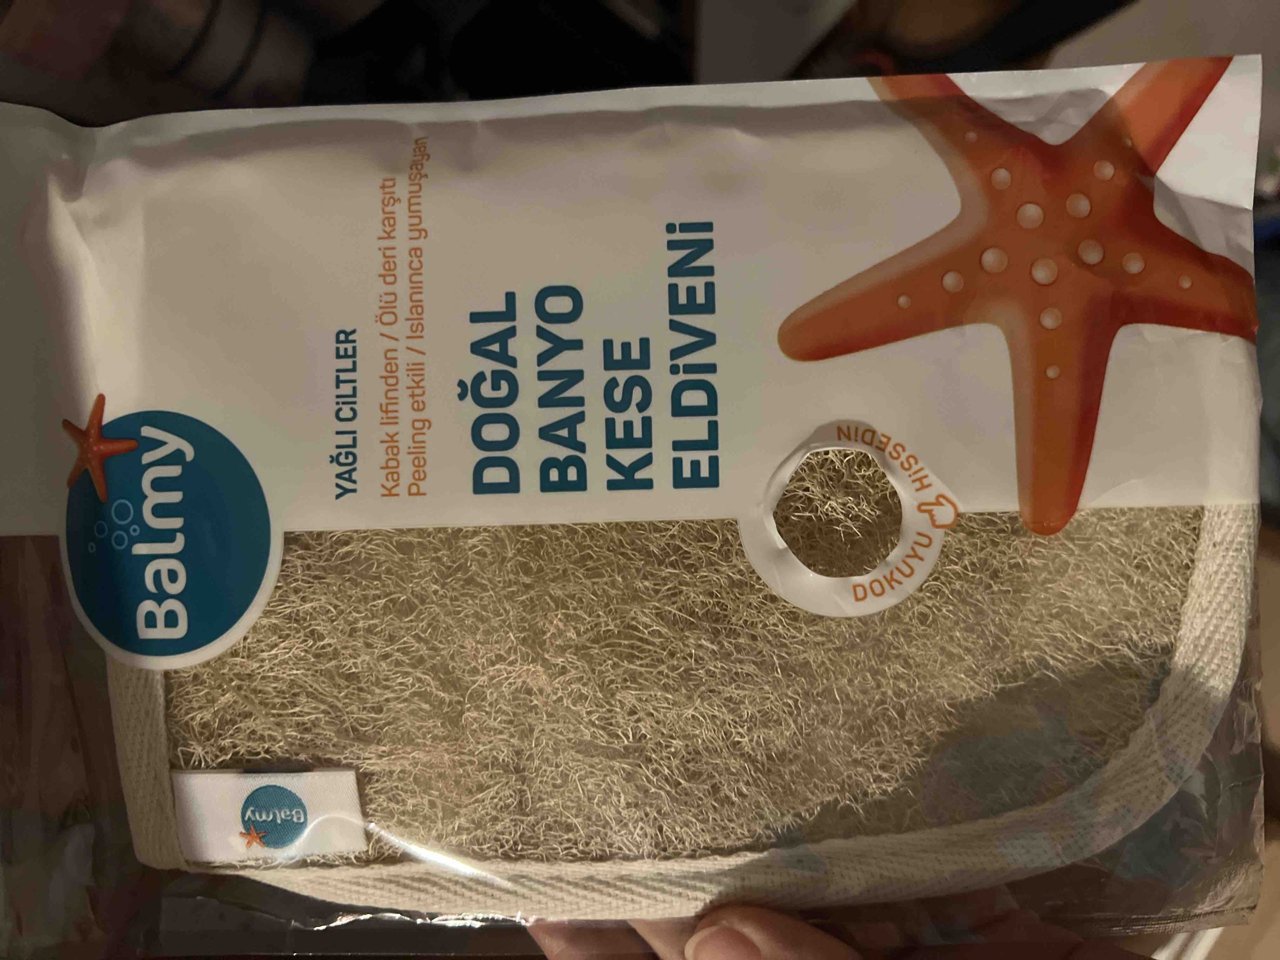 Balmy
YAĞLI CİLTLER
Kabak lifinden / Ölü deri karşıtı
Peeling etkili / Islanınca yumuşayan
DOĞAL
BANYO
KESE
ELDİVENİ
DOKUYU HİSSEDİN
Balmy